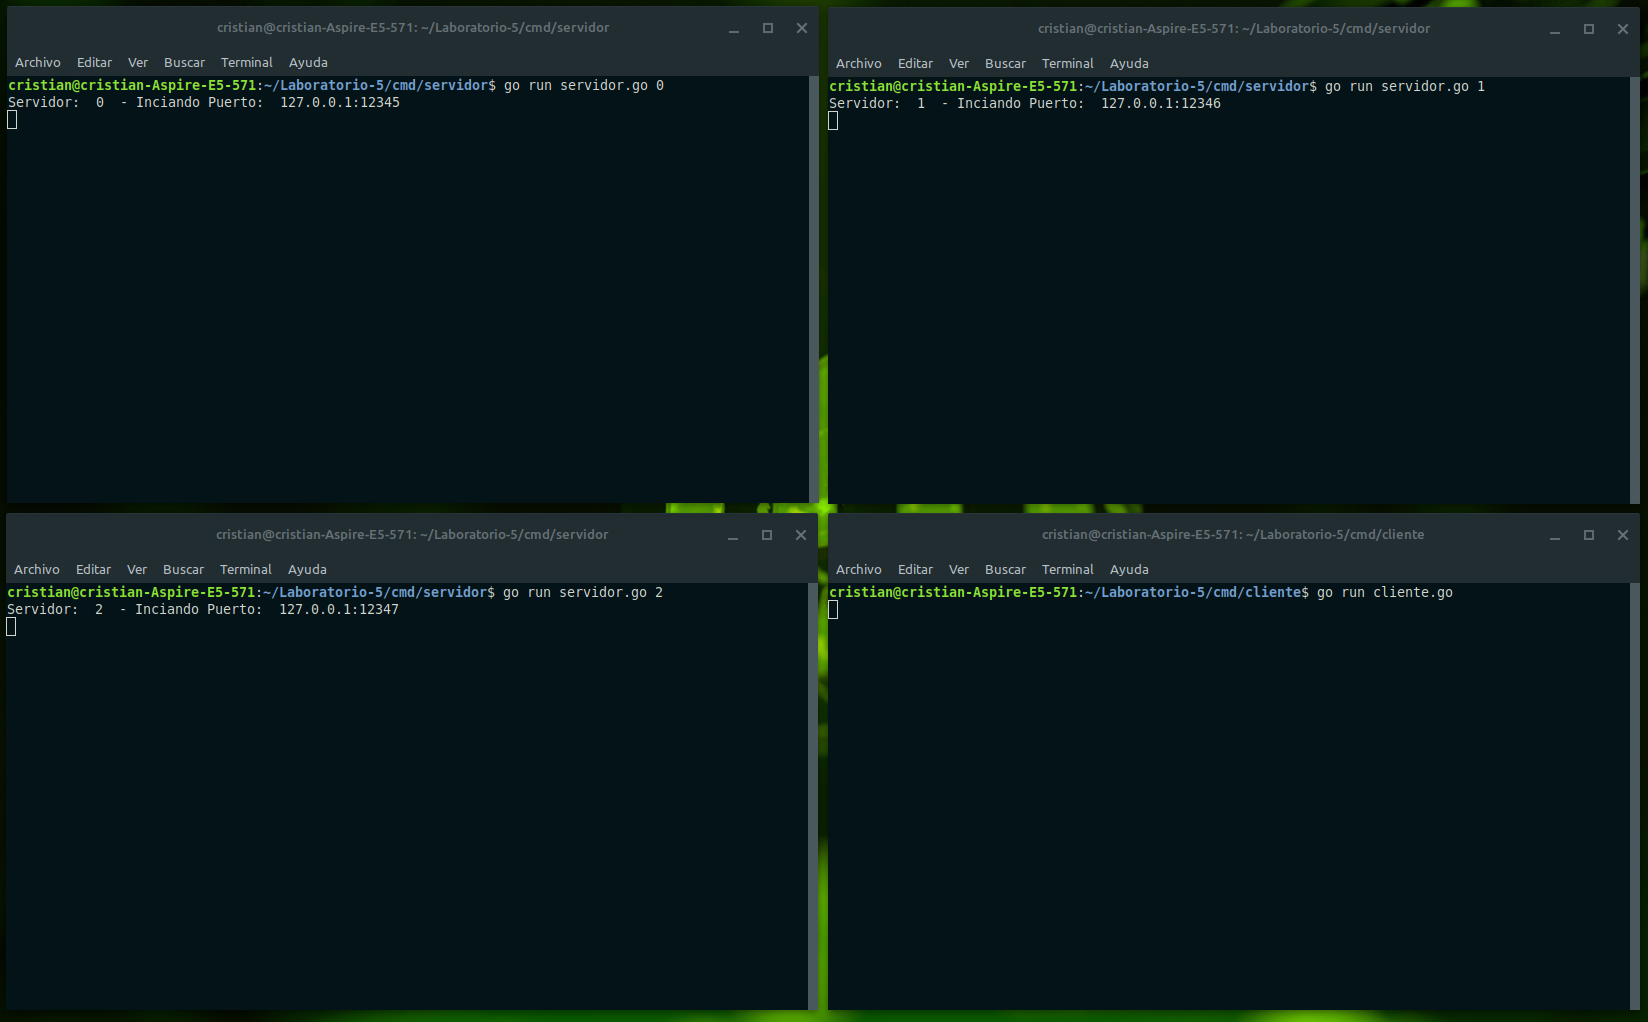 cristian@cristian-Aspire-E5-571: ~/Laboratorio-5/cmd/servidor
Archivo Editar Ver Buscar Terminal Ayuda
cristian@cristian-Aspire-E5-571:~/Laboratorio-5/cmd/servidor$ go run servidor.go 0
Servidor:  0  - Inciando Puerto:  127.0.0.1:12345
cristian@cristian-Aspire-E5-571: ~/Laboratorio-5/cmd/servidor
Archivo Editar Ver Buscar Terminal Ayuda
cristian@cristian-Aspire-E5-571:~/Laboratorio-5/cmd/servidor$ go run servidor.go 1
Servidor:  1  - Inciando Puerto:  127.0.0.1:12346
cristian@cristian-Aspire-E5-571: ~/Laboratorio-5/cmd/servidor
Archivo Editar Ver Buscar Terminal Ayuda
cristian@cristian-Aspire-E5-571:~/Laboratorio-5/cmd/servidor$ go run servidor.go 2
Servidor:  2  - Inciando Puerto:  127.0.0.1:12347
cristian@cristian-Aspire-E5-571: ~/Laboratorio-5/cmd/cliente
Archivo Editar Ver Buscar Terminal Ayuda
cristian@cristian-Aspire-E5-571:~/Laboratorio-5/cmd/cliente$ go run cliente.go